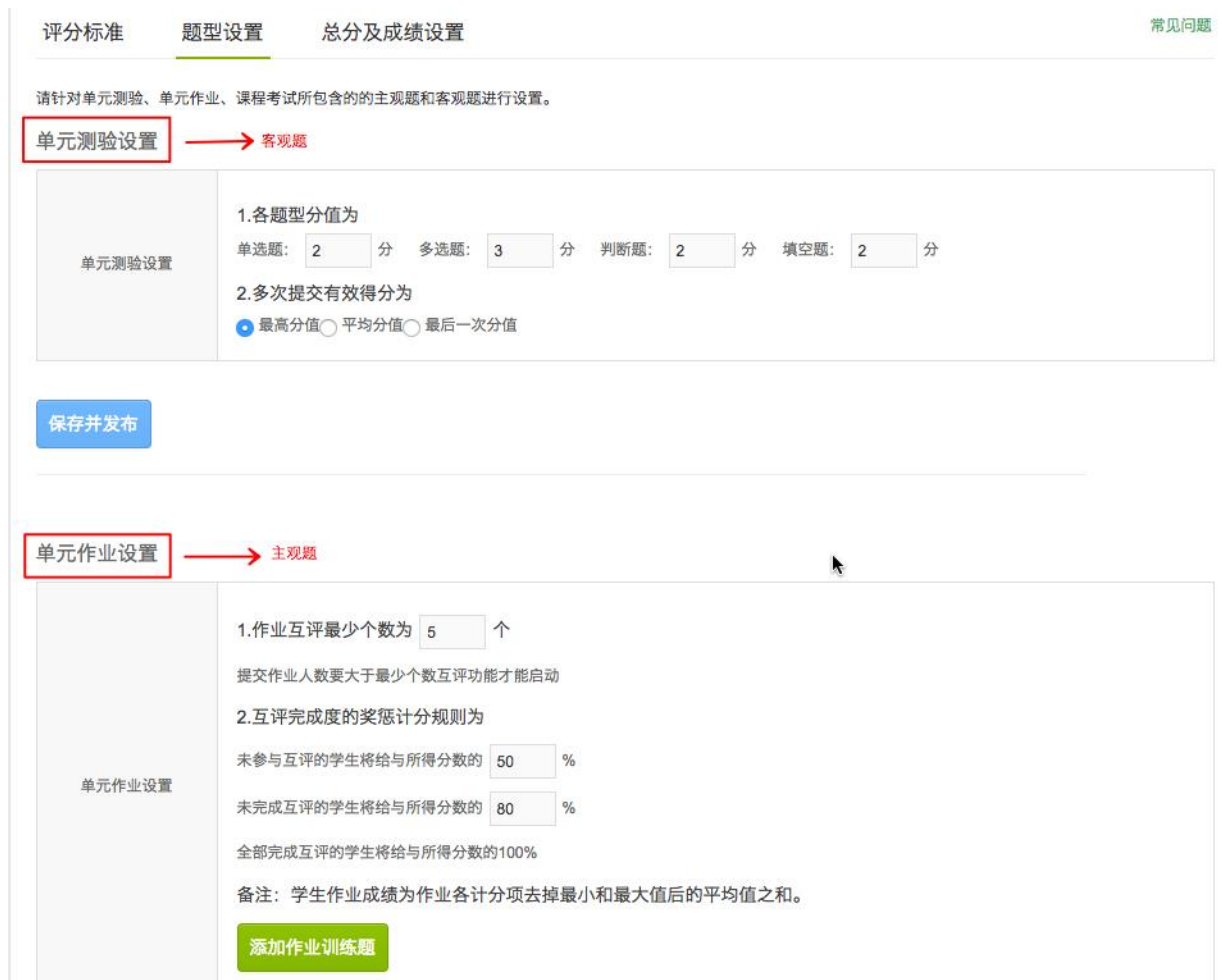 评分标准 题型设置 总分及成绩设置 常见问题
请针对单元测验、单元作业、课程考试所包含的的主观题和客观题进行设置。
单元测验设置 客观题
单元测验设置
1.各题型分值为
单选题: 2 分 多选题: 3 分 判断题: 2 分 填空题: 2 分
2.多次提交有效得分为
最高分值 平均分值 最后一次分值
保存并发布
单元作业设置 主观题
单元作业设置
1.作业互评最少个数为 5 个
提交作业人数要大于最少个数互评功能才能启动
2.互评完成度的奖惩计分规则为
未参与互评的学生将给与所得分数的 50 %
未完成互评的学生将给与所得分数的 80 %
全部完成互评的学生将给与所得分数的100%
备注：学生作业成绩为作业各计分项去掉最小和最大值后的平均值之和。
添加作业训练题